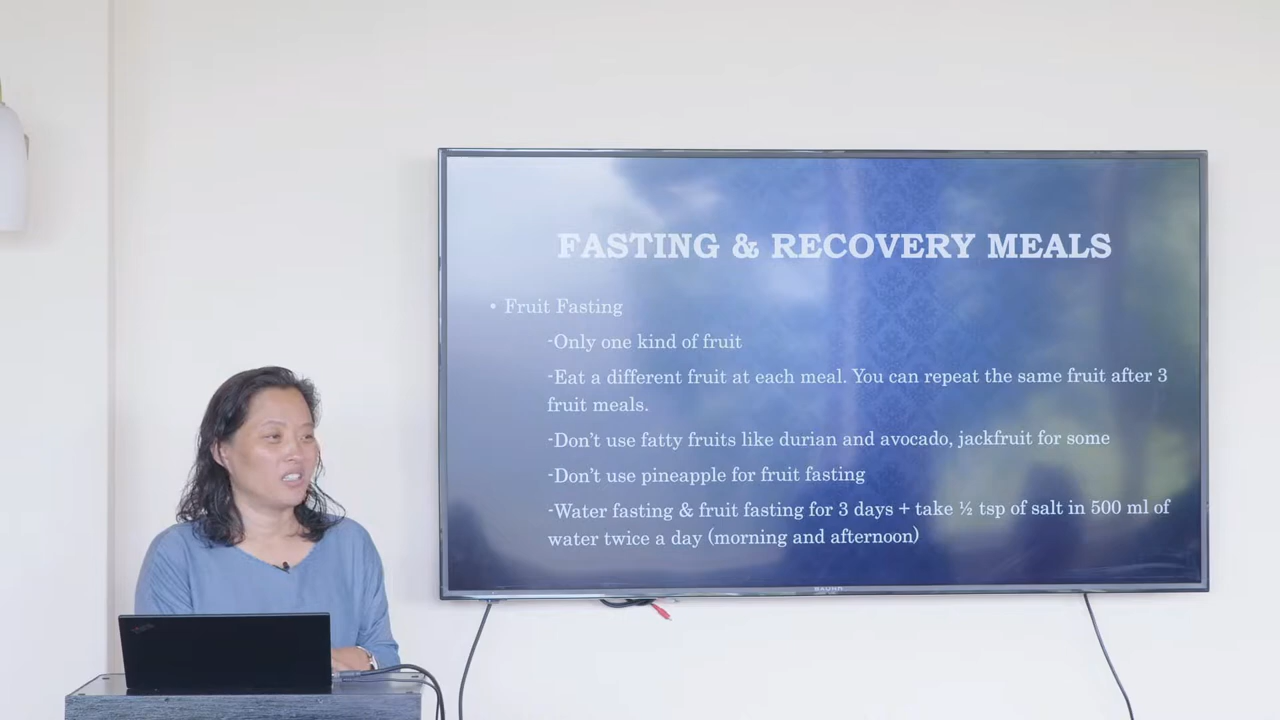 FASTING & RECOVERY MEALS
• Fruit Fasting
-Only one kind of fruit
-Eat a different fruit at each meal. You can repeat the same fruit after 3
fruit meals.
-Don't use fatty fruits like durian and avocado, jackfruit for some
-Don't use pineapple for fruit fasting
-Water fasting & fruit fasting for 3 days + take ½ tsp of salt in 500 ml of
water twice a day (morning and afternoon)